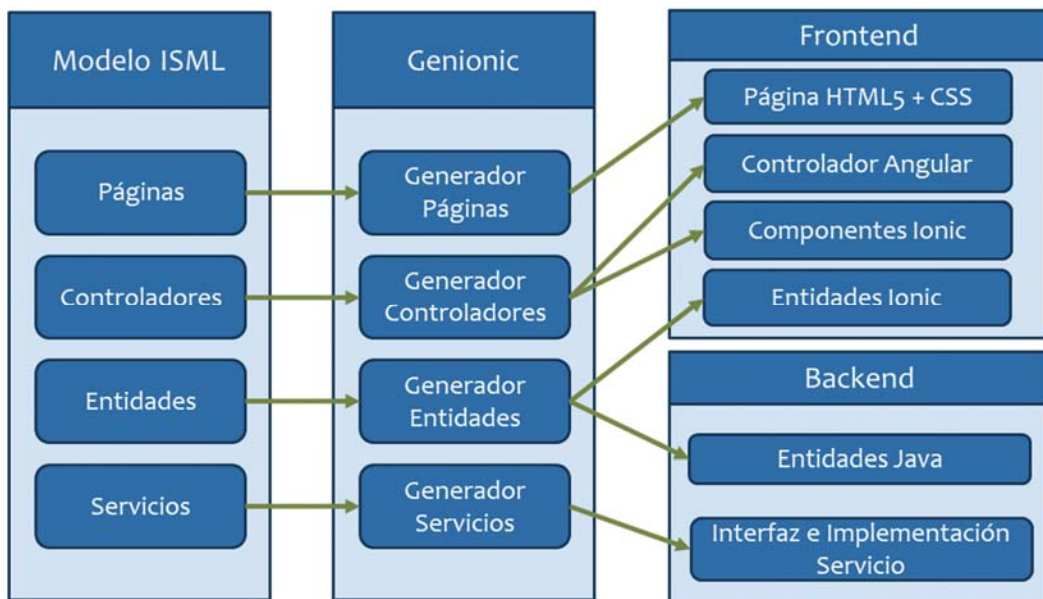 Modelo ISML
Páginas
Controladores
Entidades
Servicios
Genionic
Generador
Páginas
Generador
Controladores
Generador
Entidades
Generador
Servicios
Frontend
Página HTML5 + CSS
Controlador Angular
Componentes Ionic
Entidades Ionic
Backend
Entidades Java
Interfaz e Implementación
Servicio